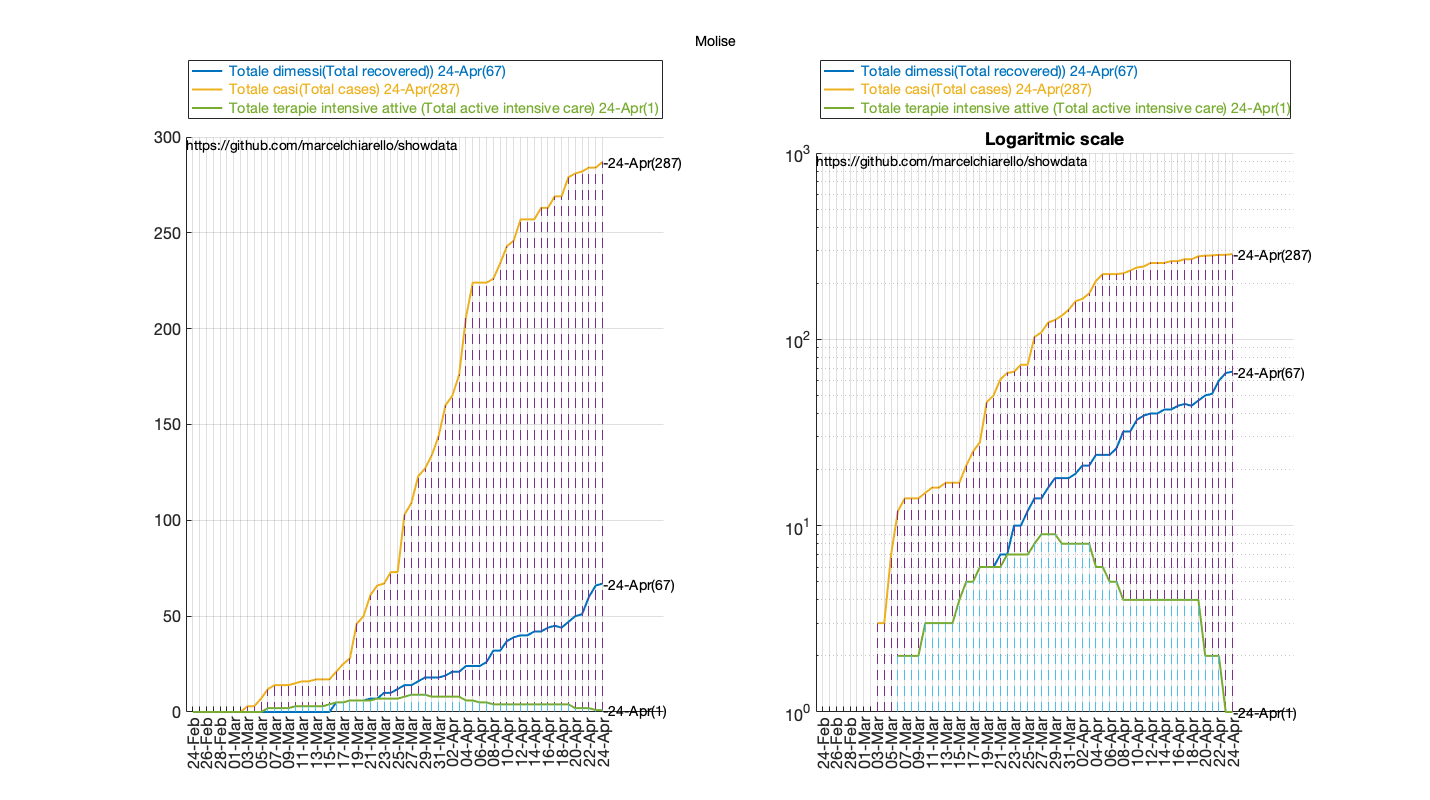 Molise
Totale dimessi(Total recovered)) 24-Apr(67)
Totale casi(Total cases) 24-Apr(287)
Totale terapie intensive attive (Total active intensive care) 24-Apr(1)
300
https://github.com/marcelchiarello/showdata
-24-Apr(287)
250
200
150
100
50
-24-Apr(67)
0
-24-Apr(1)
24-Feb
26-Feb
28-Feb
01-Mar
03-Mar
05-Mar
07-Mar
09-Mar
11-Mar
13-Mar
15-Mar
17-Mar
19-Mar
21-Mar
23-Mar
25-Mar
27-Mar
29-Mar
31-Mar
02-Apr
04-Apr
06-Apr
08-Apr
10-Apr
12-Apr
14-Apr
16-Apr
18-Apr
20-Apr
22-Apr
24-Apr
Totale dimessi(Total recovered)) 24-Apr(67)
Totale casi(Total cases) 24-Apr(287)
Totale terapie intensive attive (Total active intensive care) 24-Apr(1)
Logaritmic scale
10³
https://github.com/marcelchiarello/showdata
-24-Apr(287)
10²
-24-Apr(67)
10¹
10⁰
-24-Apr(1)
24-Feb
26-Feb
28-Feb
01-Mar
03-Mar
05-Mar
07-Mar
09-Mar
11-Mar
13-Mar
15-Mar
17-Mar
19-Mar
21-Mar
23-Mar
25-Mar
27-Mar
29-Mar
31-Mar
02-Apr
04-Apr
06-Apr
08-Apr
10-Apr
12-Apr
14-Apr
16-Apr
18-Apr
20-Apr
22-Apr
24-Apr